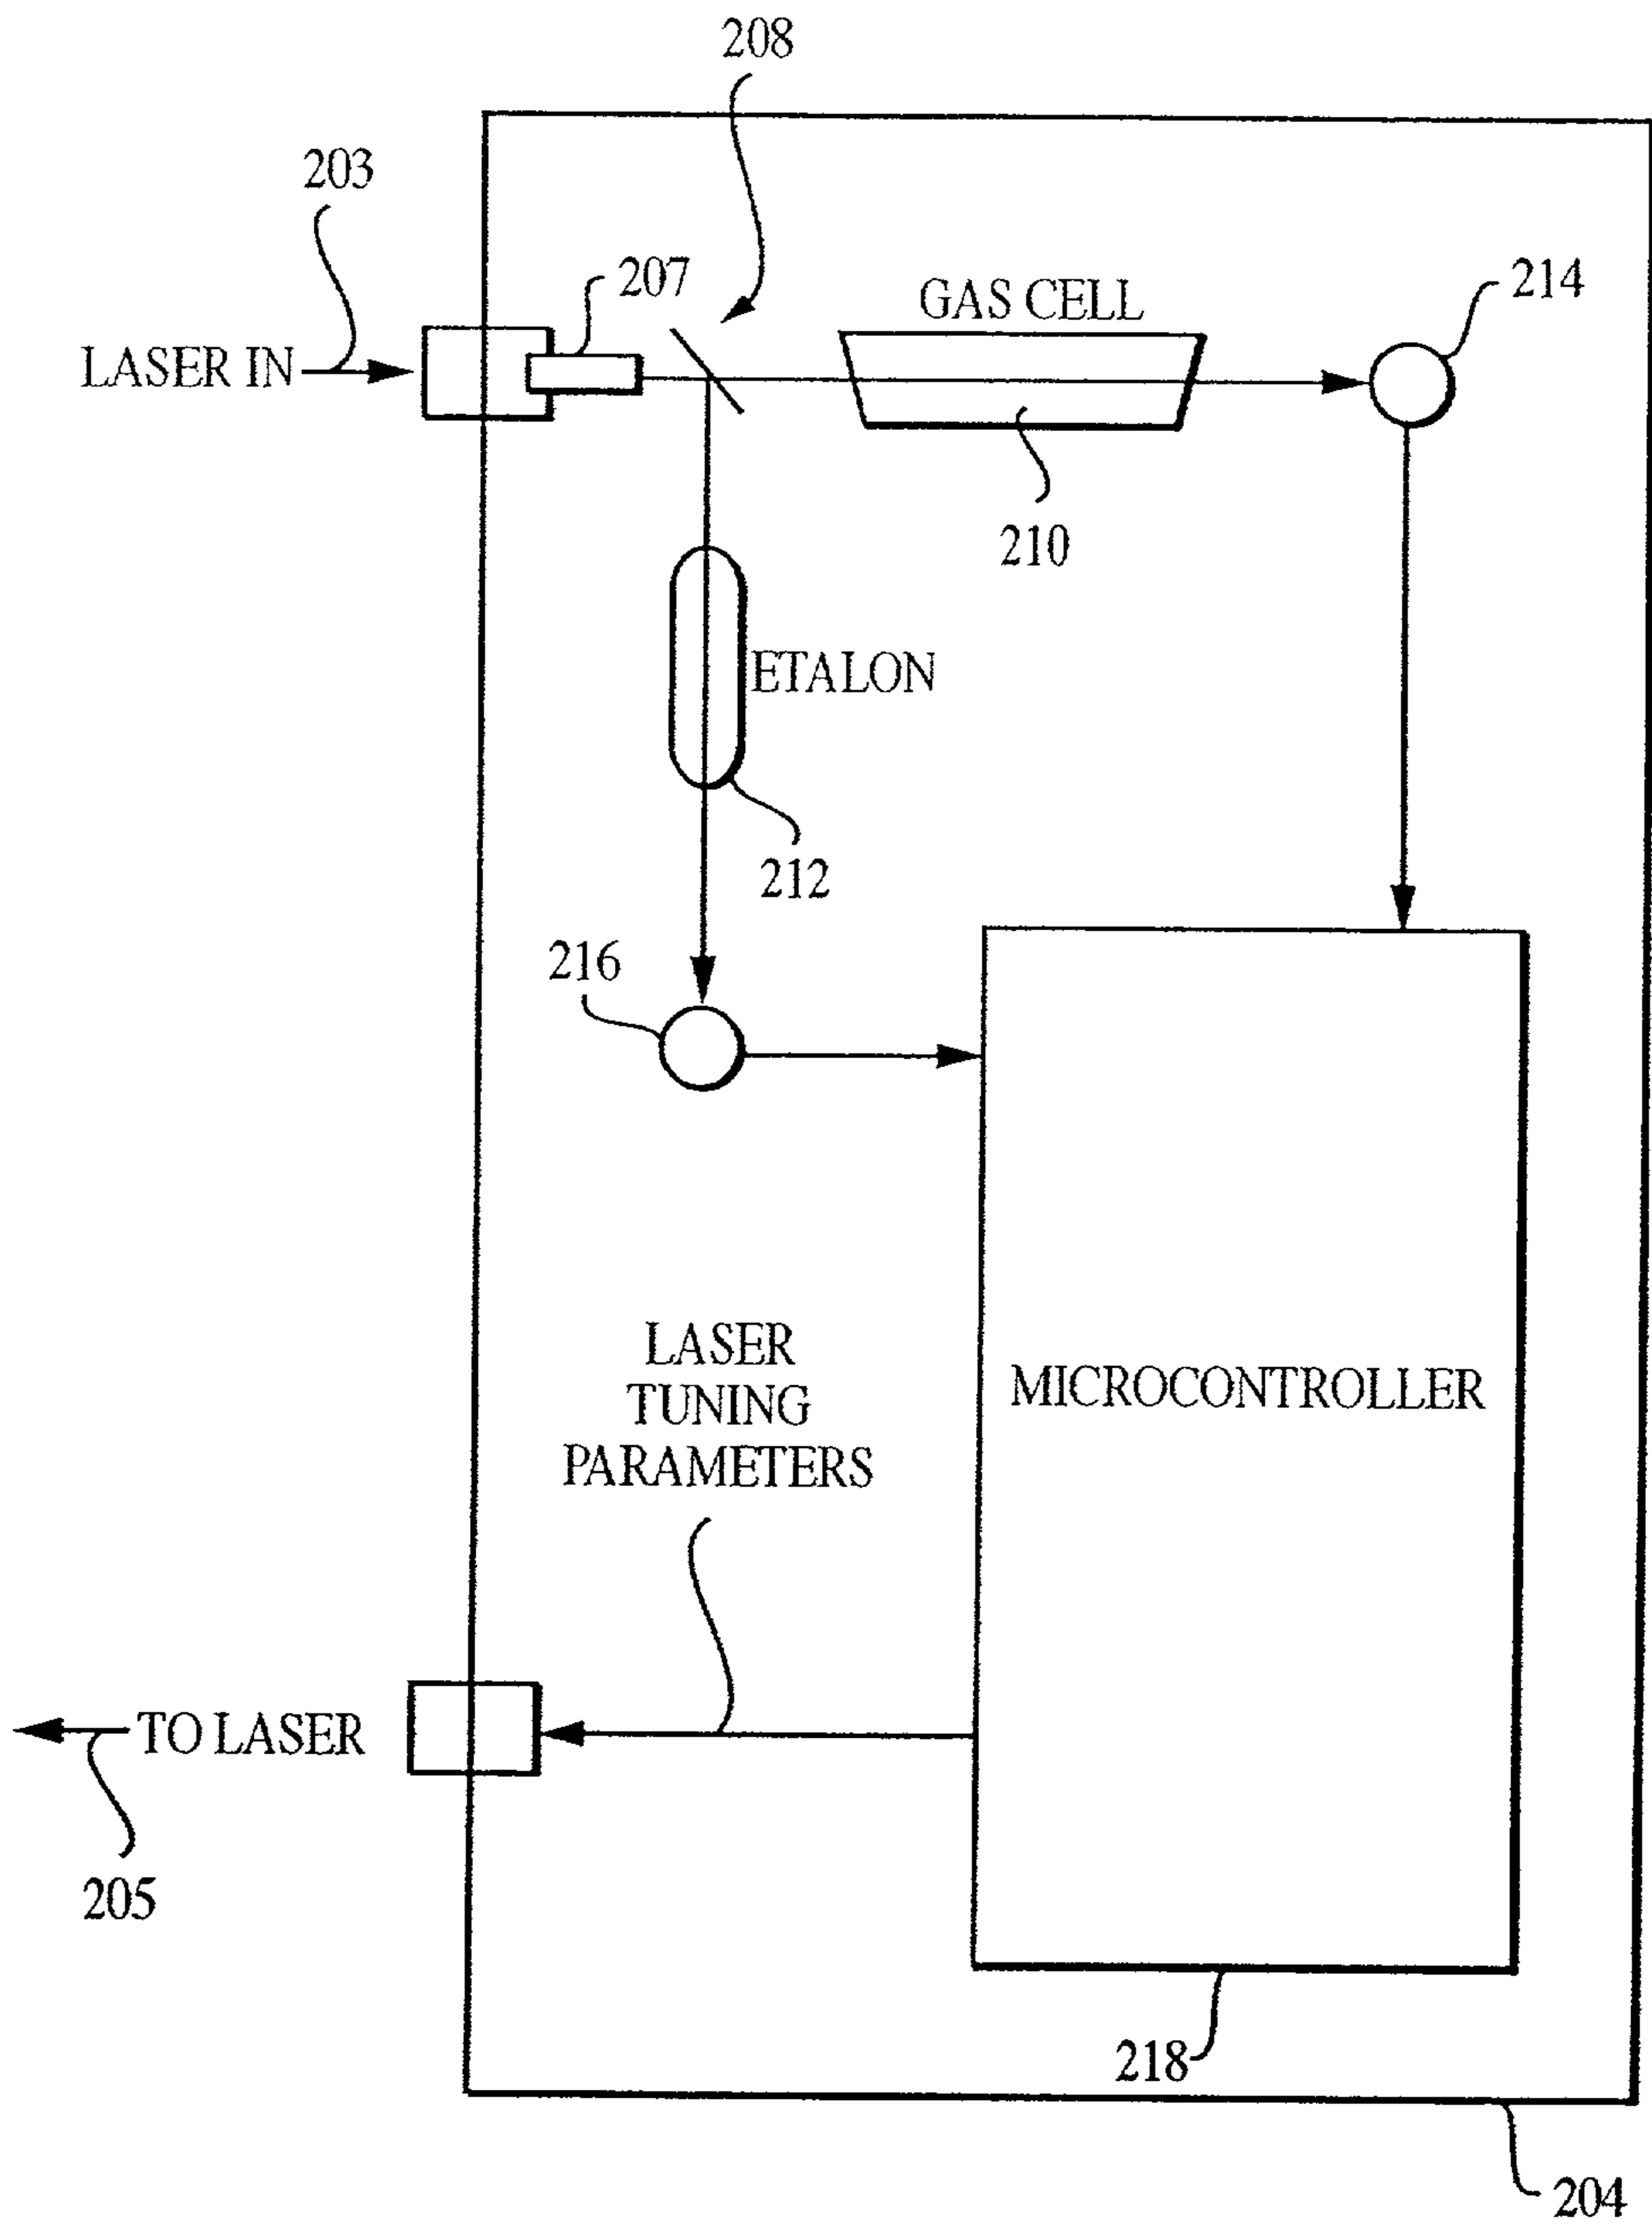 208
203
207
GAS CELL
214
LASER IN
210
ETALON
212
216
LASER
TUNING
PARAMETERS
MICROCONTROLLER
TO LASER
205
218
204